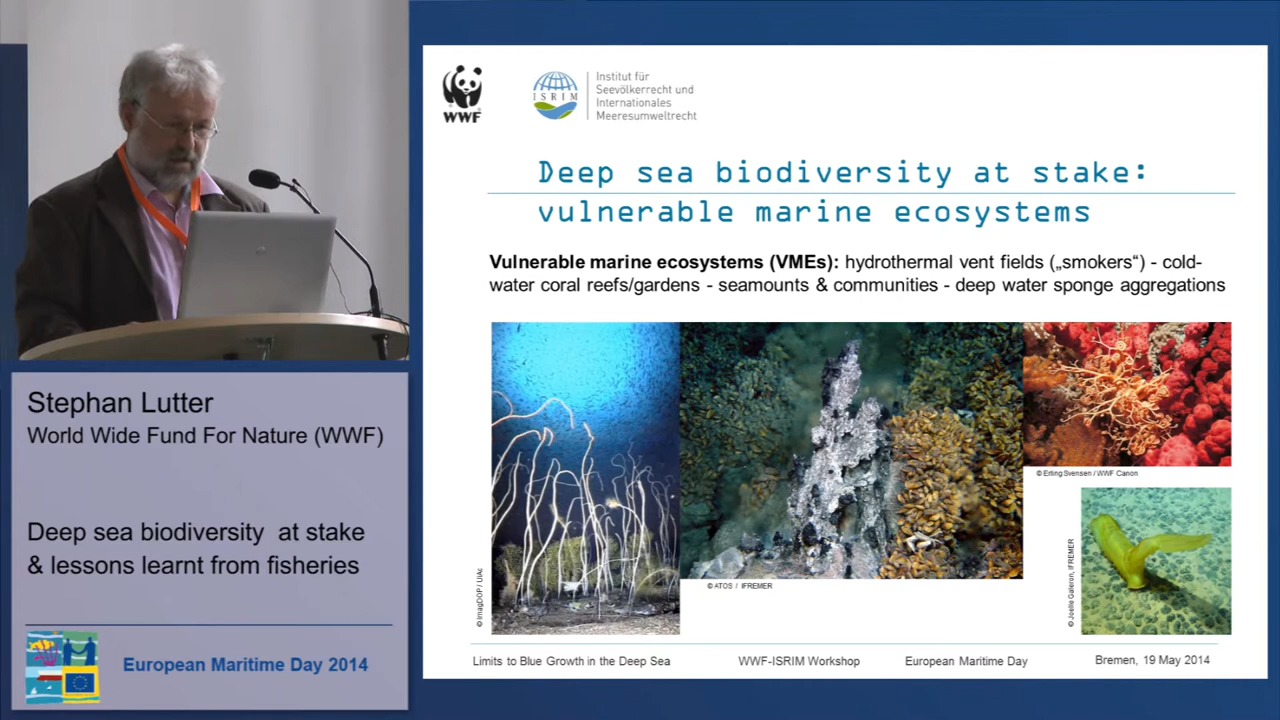 WWF
ISRIM
Institut für
Seevölkerrecht und
Internationales
Meeresumweltrecht
Deep sea biodiversity at stake:
vulnerable marine ecosystems
Vulnerable marine ecosystems (VMEs): hydrothermal vent fields („smokers“) - cold-
water coral reefs/gardens - seamounts & communities - deep water sponge aggregations
© Erling Svensen / WWF Canon
© ImagDOP / UAc
© ATOS / IFREMER
© Joelle Galeron, IFREMER
Limits to Blue Growth in the Deep Sea WWF-ISRIM Workshop European Maritime Day Bremen, 19 May 2014
Stephan Lutter
World Wide Fund For Nature (WWF)
Deep sea biodiversity at stake
& lessons learnt from fisheries
European Maritime Day 2014